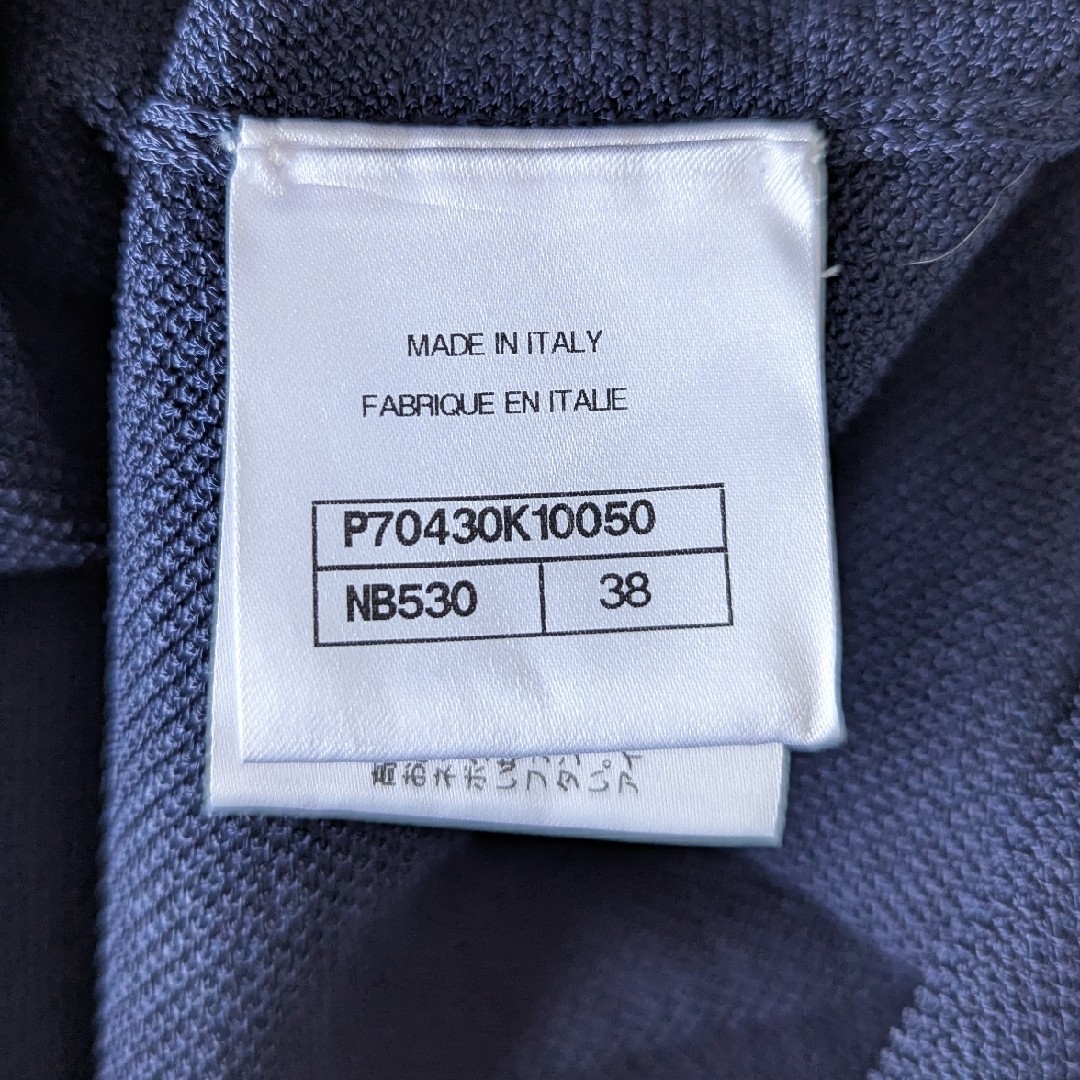 MADE IN ITALY
FABRIQUE EN ITALIE
P70430K10050
NB530 38